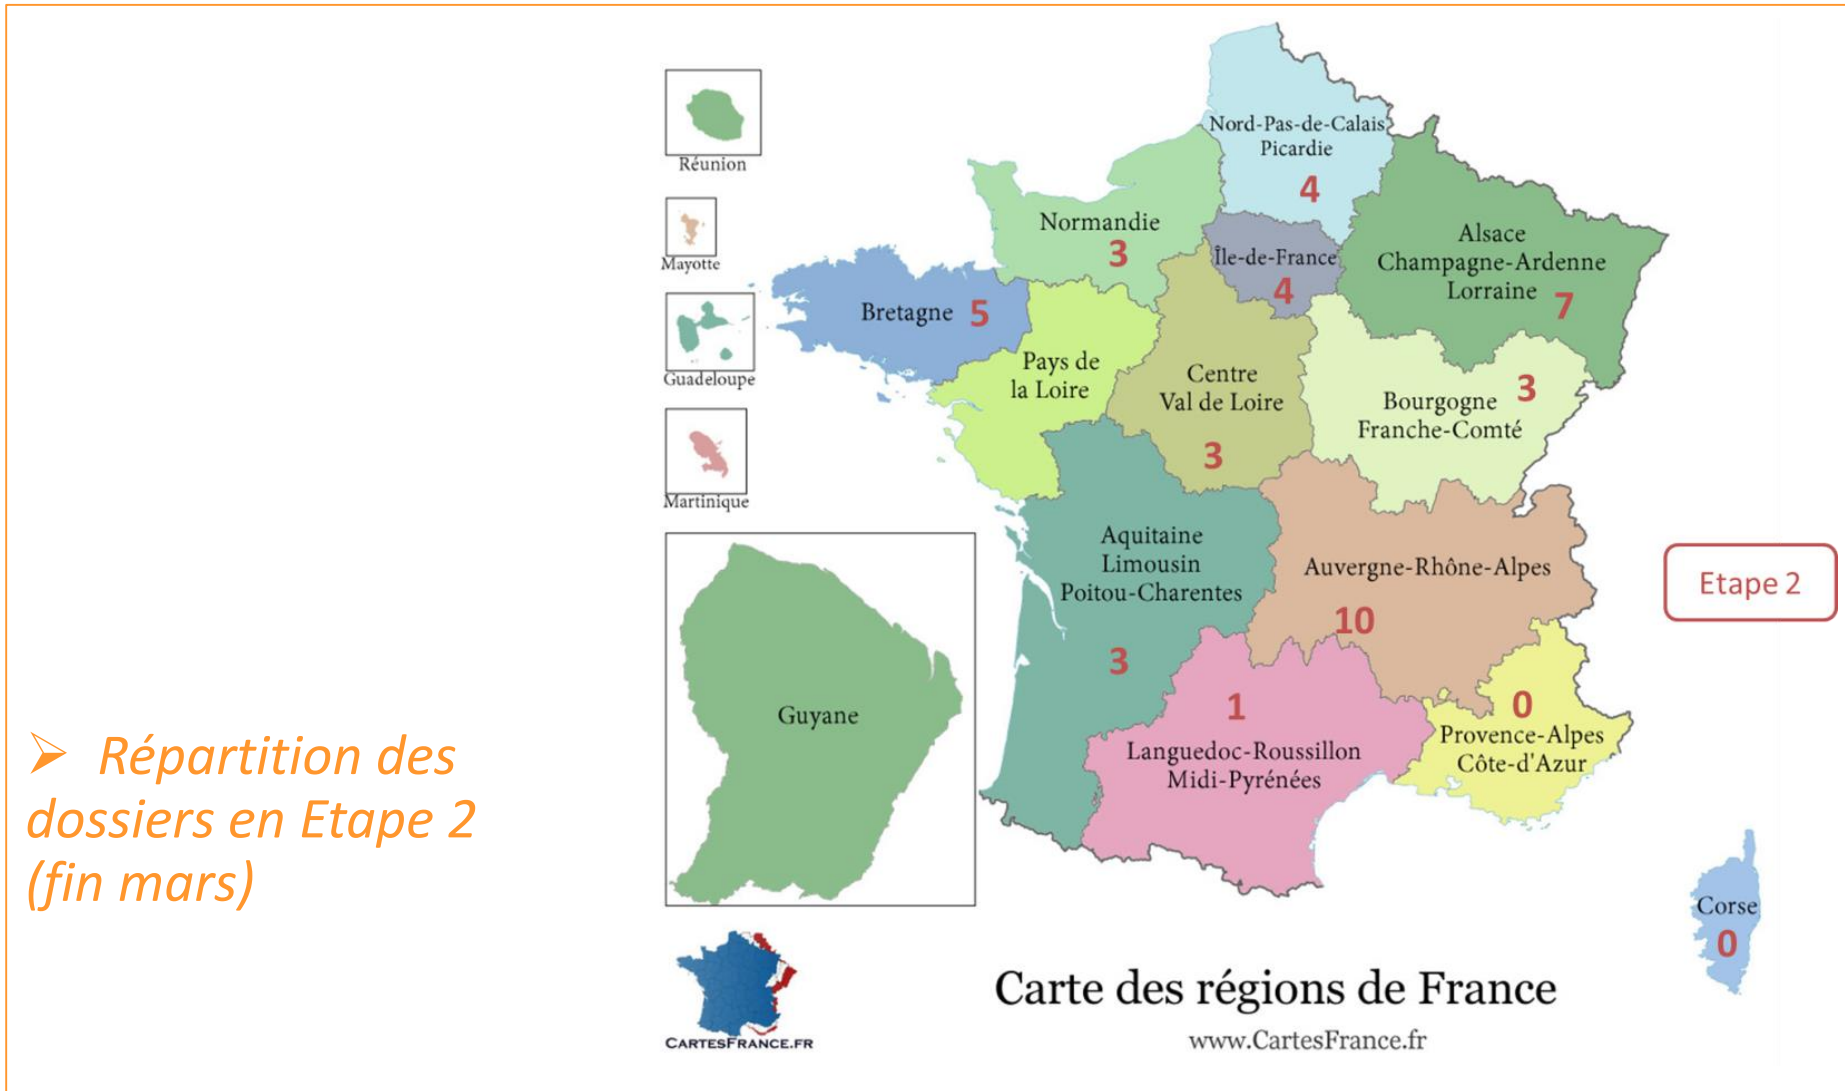 ➢ Répartition des
dossiers en Etape 2
(fin mars)
Réunion
Mayotte
Guadeloupe
Martinique
Guyane
CARTESFRANCE.FR
Nord-Pas-de-Calais
Picardie
4
Normandie
3
Île-de-France
4
Alsace
Champagne-Ardenne
Lorraine
7
Bretagne 5
Pays de
la Loire
Centre
Val de Loire
3
Bourgogne
Franche-Comté
3
Aquitaine
Limousin
Poitou-Charentes
3
Auvergne-Rhône-Alpes
10
1
Languedoc-Roussillon
Midi-Pyrénées
0
Provence-Alpes
Côte-d'Azur
Etape 2
Corse
0
Carte des régions de France
www.CartesFrance.fr